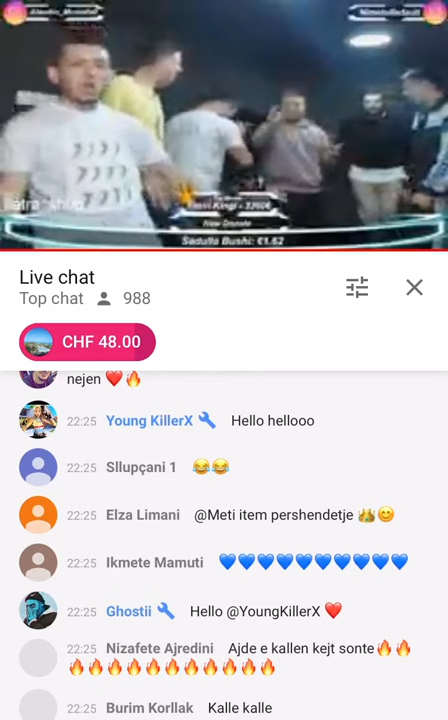 New Donate
Sadulla Bushi: €1.62
Live chat
Top chat 988
CHF 48.00
nejen ❤️🔥
22:25 Young KillerX Hello hellooo
22:25 Sllupçani 1 😂😂
22:25 Elza Limani @Meti item pershendetje 👑😊
22:25 Ikmete Mamuti 💙💙💙💙💙💙💙💙💙💙
22:25 Ghostii Hello @YoungKillerX ❤️
22:25 Nizafete Ajredini Ajde e kallen kejt sonte🔥🔥
🔥🔥🔥🔥🔥🔥🔥🔥🔥🔥🔥
22:25 Burim Korllak Kalle kalle